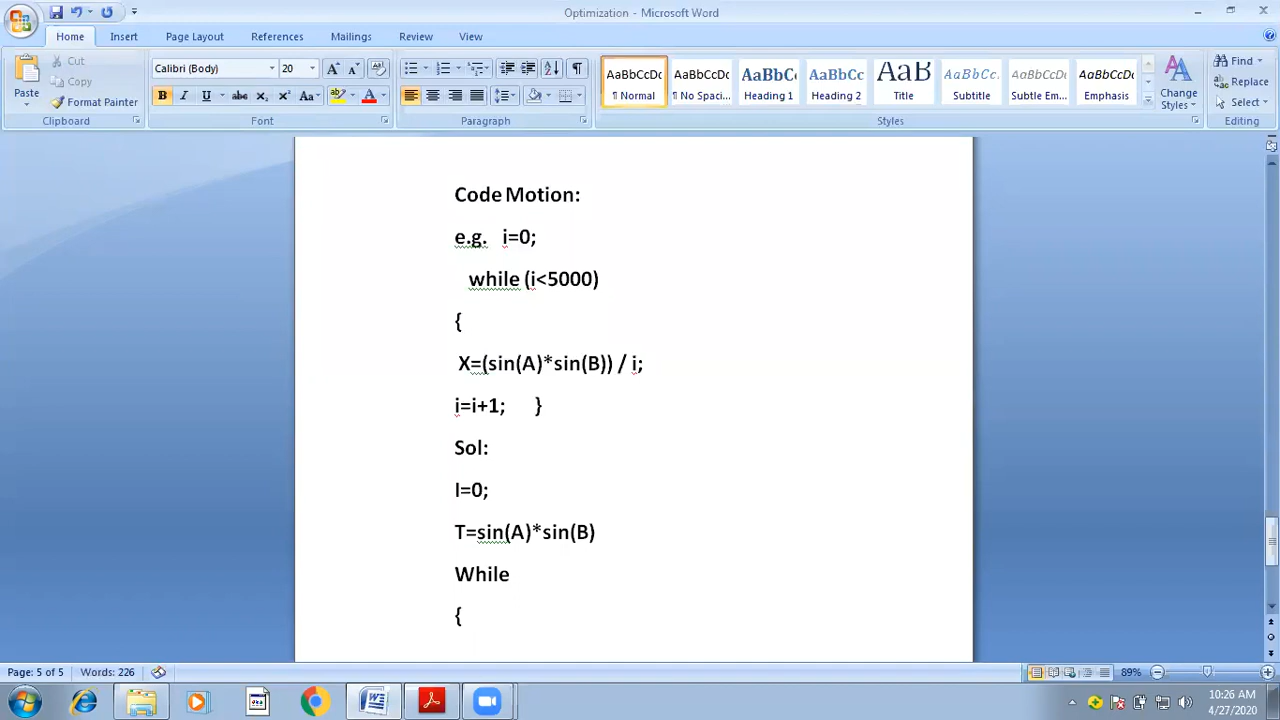 Optimization - Microsoft Word
Home Insert Page Layout References Mailings Review View
Paste
Cut
Copy
Format Painter
Clipboard
Calibri (Body) 20
Font
Paragraph
AaBbCcDc AaBbCcDc AaBbC AaBbCc AaB AaBbCc. AaBbCcDc AaBbCcDc
¶ Normal ¶ No Spaci... Heading 1 Heading 2 Title Subtitle Subtle Em... Emphasis
Change Styles
Styles
Find
Replace
Select
Editing
Code Motion:
e.g. i=0;
while (i<5000)
{
X=(sin(A)*sin(B)) / i;
i=i+1; }
Sol:
I=0;
T=sin(A)*sin(B)
While
{
Page: 5 of 5 Words: 226 89%
10:26 AM
4/27/2020